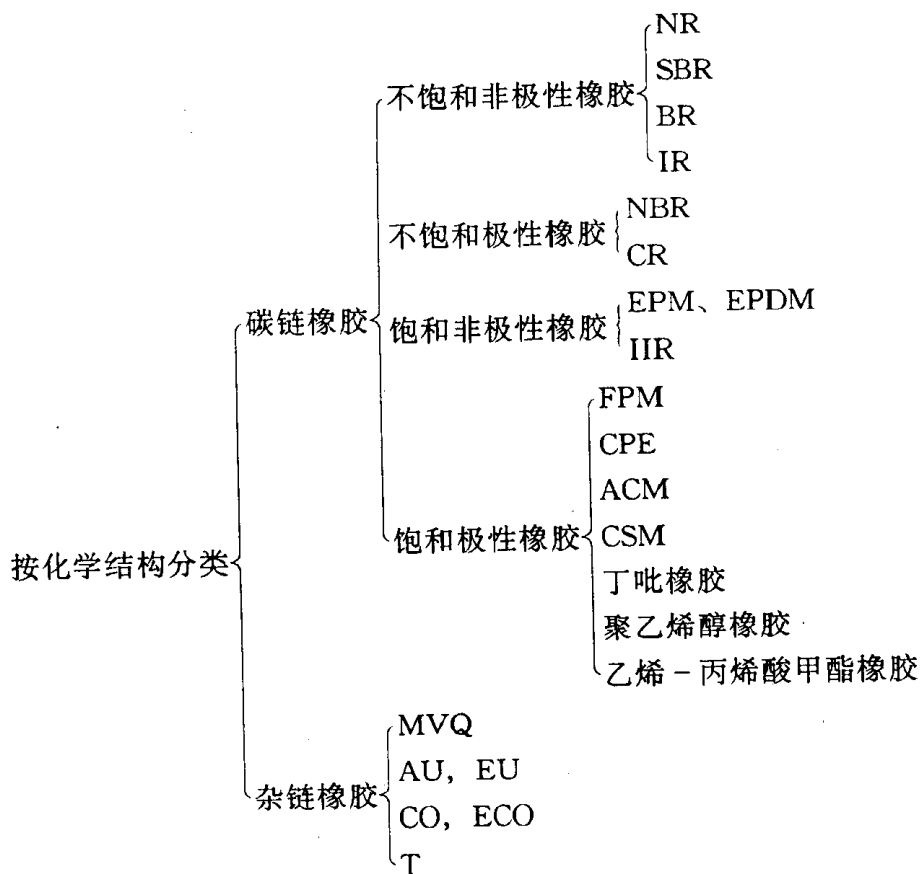 NR
SBR
不饱和非极性橡胶
BR
IR
NBR
不饱和极性橡胶
CR
EPM、EPDM
碳链橡胶
饱和非极性橡胶
IIR
FPM
CPE
ACM
饱和极性橡胶
CSM
按化学结构分类
丁吡橡胶
聚乙烯醇橡胶
乙烯－丙烯酸甲酯橡胶
MVQ
AU，EU
杂链橡胶
CO，ECO
T